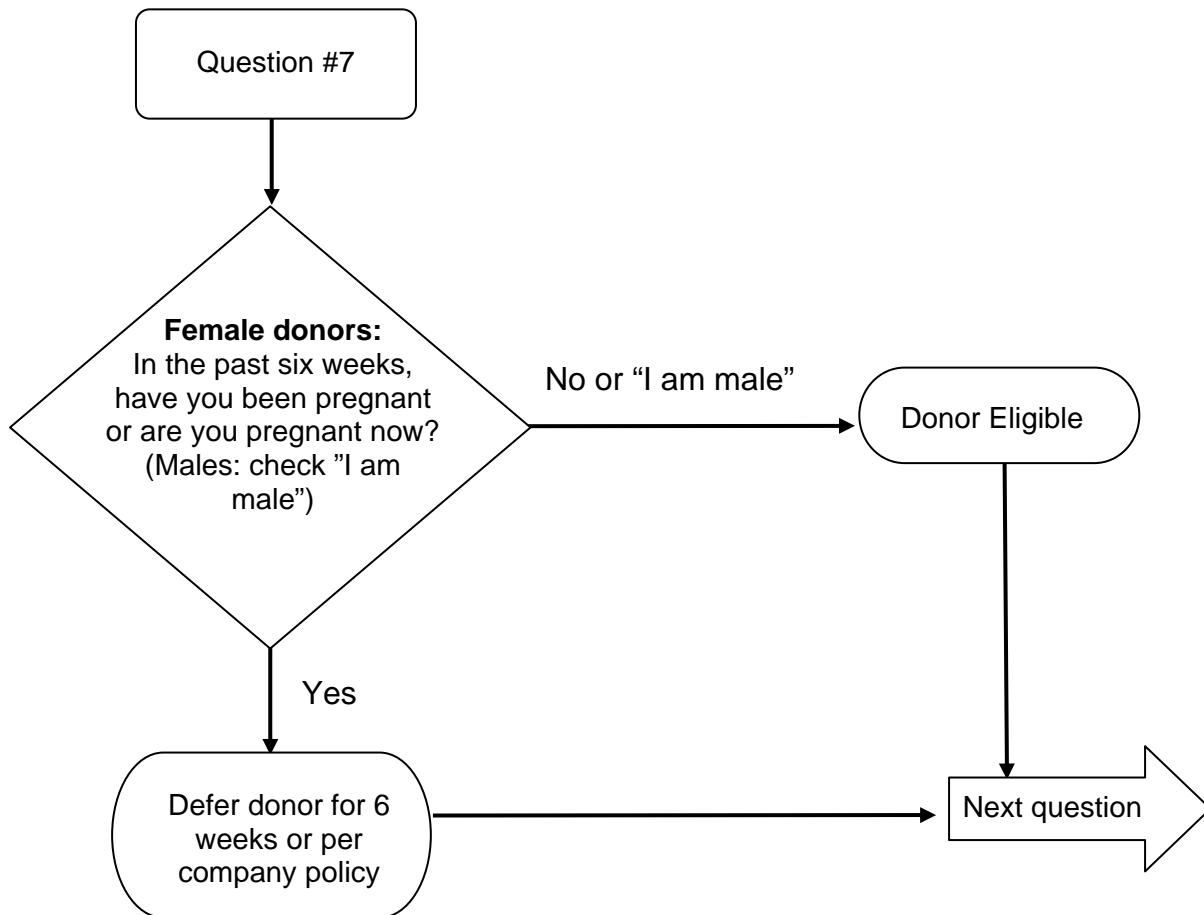 Question #7
Female donors:
In the past six weeks,
have you been pregnant
or are you pregnant now?
(Males: check ”I am
male”)
No or “I am male”
Donor Eligible
Yes
Defer donor for 6
weeks or per
company policy
Next question